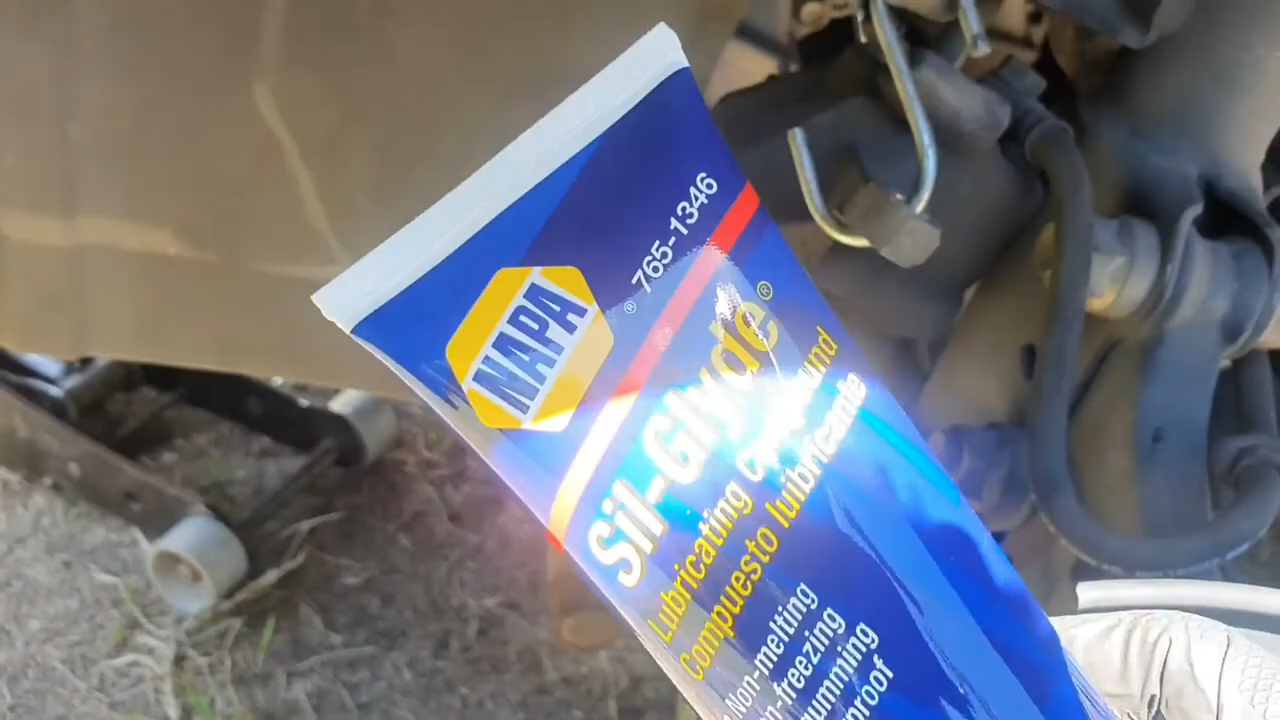 765-1346
NAPA®
Sil-Glyde®
Lubricating Compound
Compuesto lubricante
Non-melting